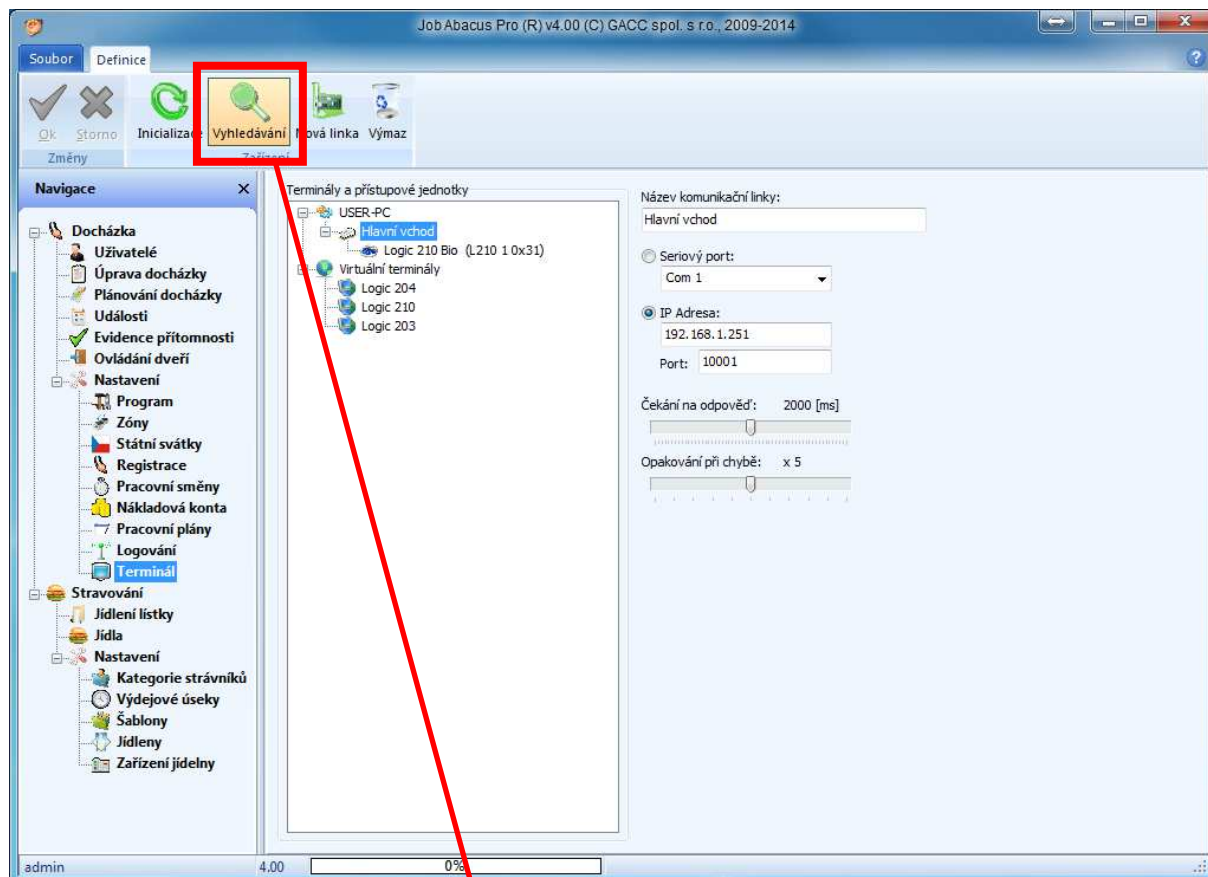 Job Abacus Pro (R) v4.00 (C) GACC spol. s r.o., 2009-2014
Soubor
Definice
Ok
Storno
Inicializace
Vyhledávání
Nová linka
Výmaz
Změny
Zařízení
Navigace
Docházka
Uživatelé
Úprava docházky
Plánování docházky
Události
Evidence přítomnosti
Ovládání dveří
Nastavení
Program
Zóny
Státní svátky
Registrace
Pracovní směny
Nákladová konta
Pracovní plány
Logování
Terminál
Stravování
Jídlení lístky
Jídla
Nastavení
Kategorie strávníků
Výdejové úseky
Šablony
Jídleny
Zařízení jídelny
Terminály a přístupové jednotky
USER-PC
Hlavní vchod
Logic 210 Bio (L210 1 0x31)
Virtuální terminály
Logic 204
Logic 210
Logic 203
Název komunikační linky:
Hlavní vchod
Seriový port:
Com 1
IP Adresa:
192.168.1.251
Port: 10001
Čekání na odpověď: 2000 [ms]
Opakování při chybě: x 5
admin
4.00
0%